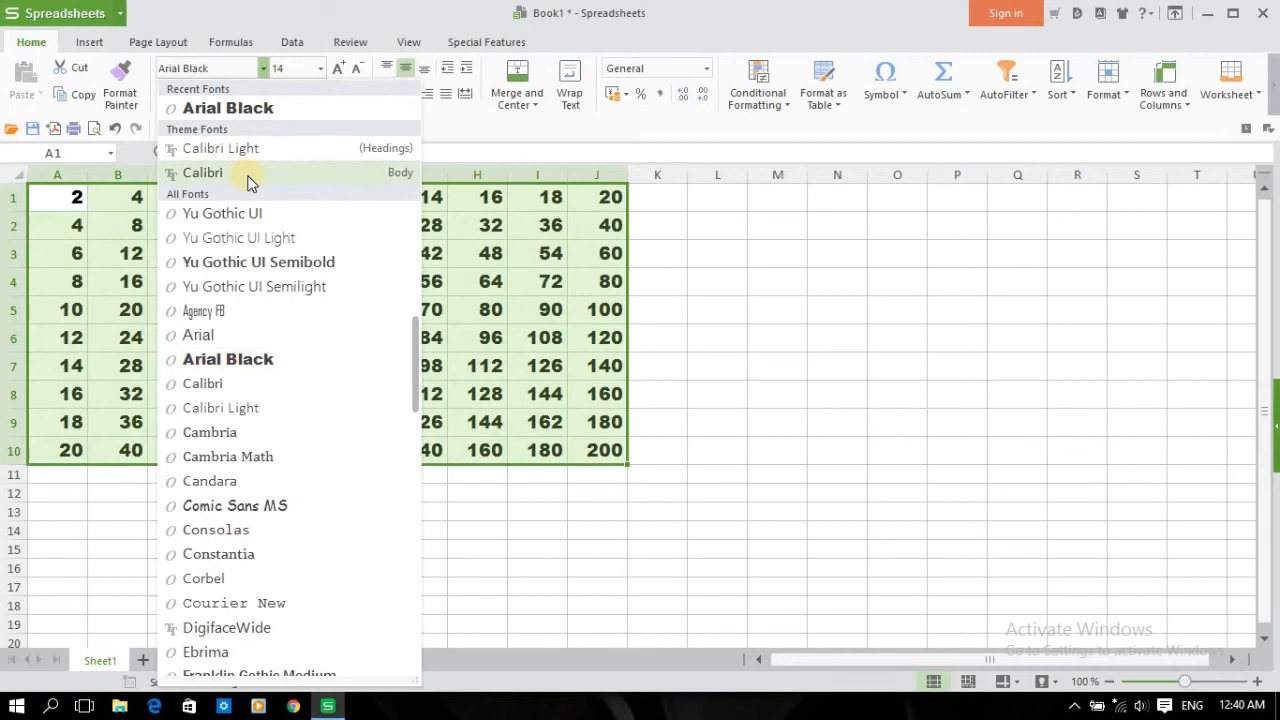 Spreadsheets
Book1 * - Spreadsheets
Sign in
Home Insert Page Layout Formulas Data Review View Special Features
Paste Cut Copy Format Painter
Arial Black 14
Merge and Center Wrap Text
General
Conditional Formatting Format as Table Symbol AutoSum AutoFilter Sort Format Rows and Columns Worksheet
A1
Recent Fonts
Arial Black
Theme Fonts
Calibri Light (Headings)
Calibri Body
All Fonts
Yu Gothic UI
Yu Gothic UI Light
Yu Gothic UI Semibold
Yu Gothic UI Semilight
Agency FB
Arial
Arial Black
Calibri
Calibri Light
Cambria
Cambria Math
Candara
Comic Sans MS
Consolas
Constantia
Corbel
Courier New
DigifaceWide
Ebrima
Franklin Gothic Medium
A B H I J K L M N O P Q R S T U
1 2 4 14 16 18 20
2 4 8 28 32 36 40
3 6 12 42 48 54 60
4 8 16 56 64 72 80
5 10 20 70 80 90 100
6 12 24 84 96 108 120
7 14 28 98 112 126 140
8 16 32 12 128 144 160
9 18 36 26 144 162 180
10 20 40 40 160 180 200
11
12
13
14
15
16
17
18
19
20
Activate Windows
Go to Settings to activate Windows.
Sheet1
100 %
ENG 12:40 AM